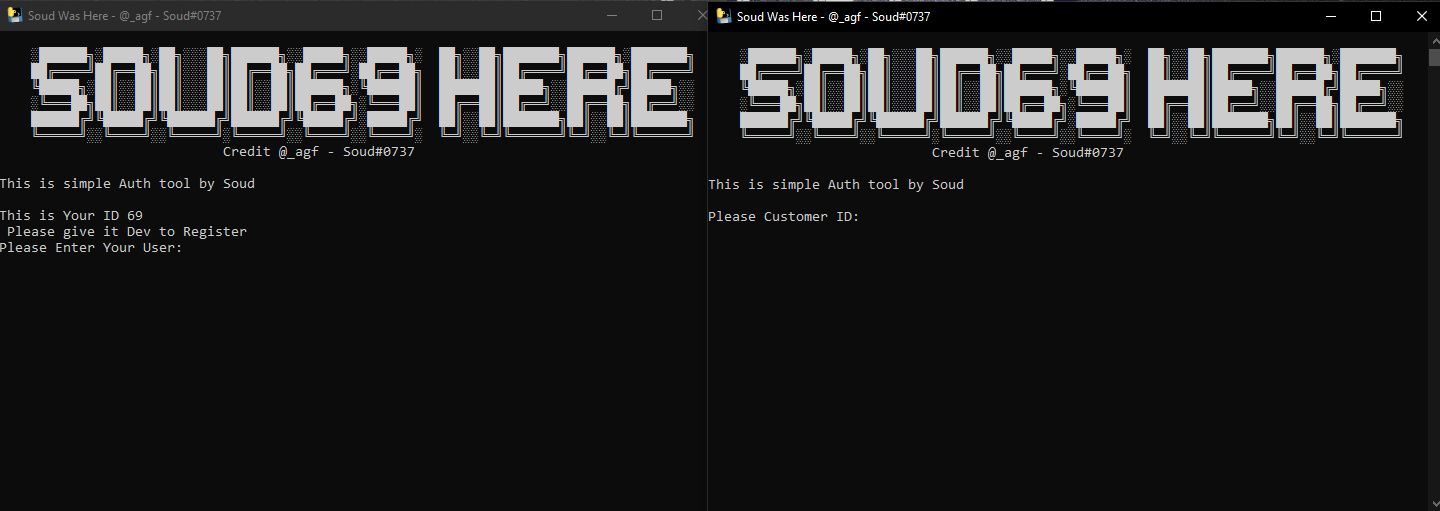 Soud Was Here - @_agf - Soud#0737
SOUD69 HERE
Credit @_agf - Soud#0737
This is simple Auth tool by Soud
This is Your ID 69
Please give it Dev to Register
Please Enter Your User:
Soud Was Here - @_agf - Soud#0737
SOUD69 HERE
Credit @_agf - Soud#0737
This is simple Auth tool by Soud
Please Customer ID: